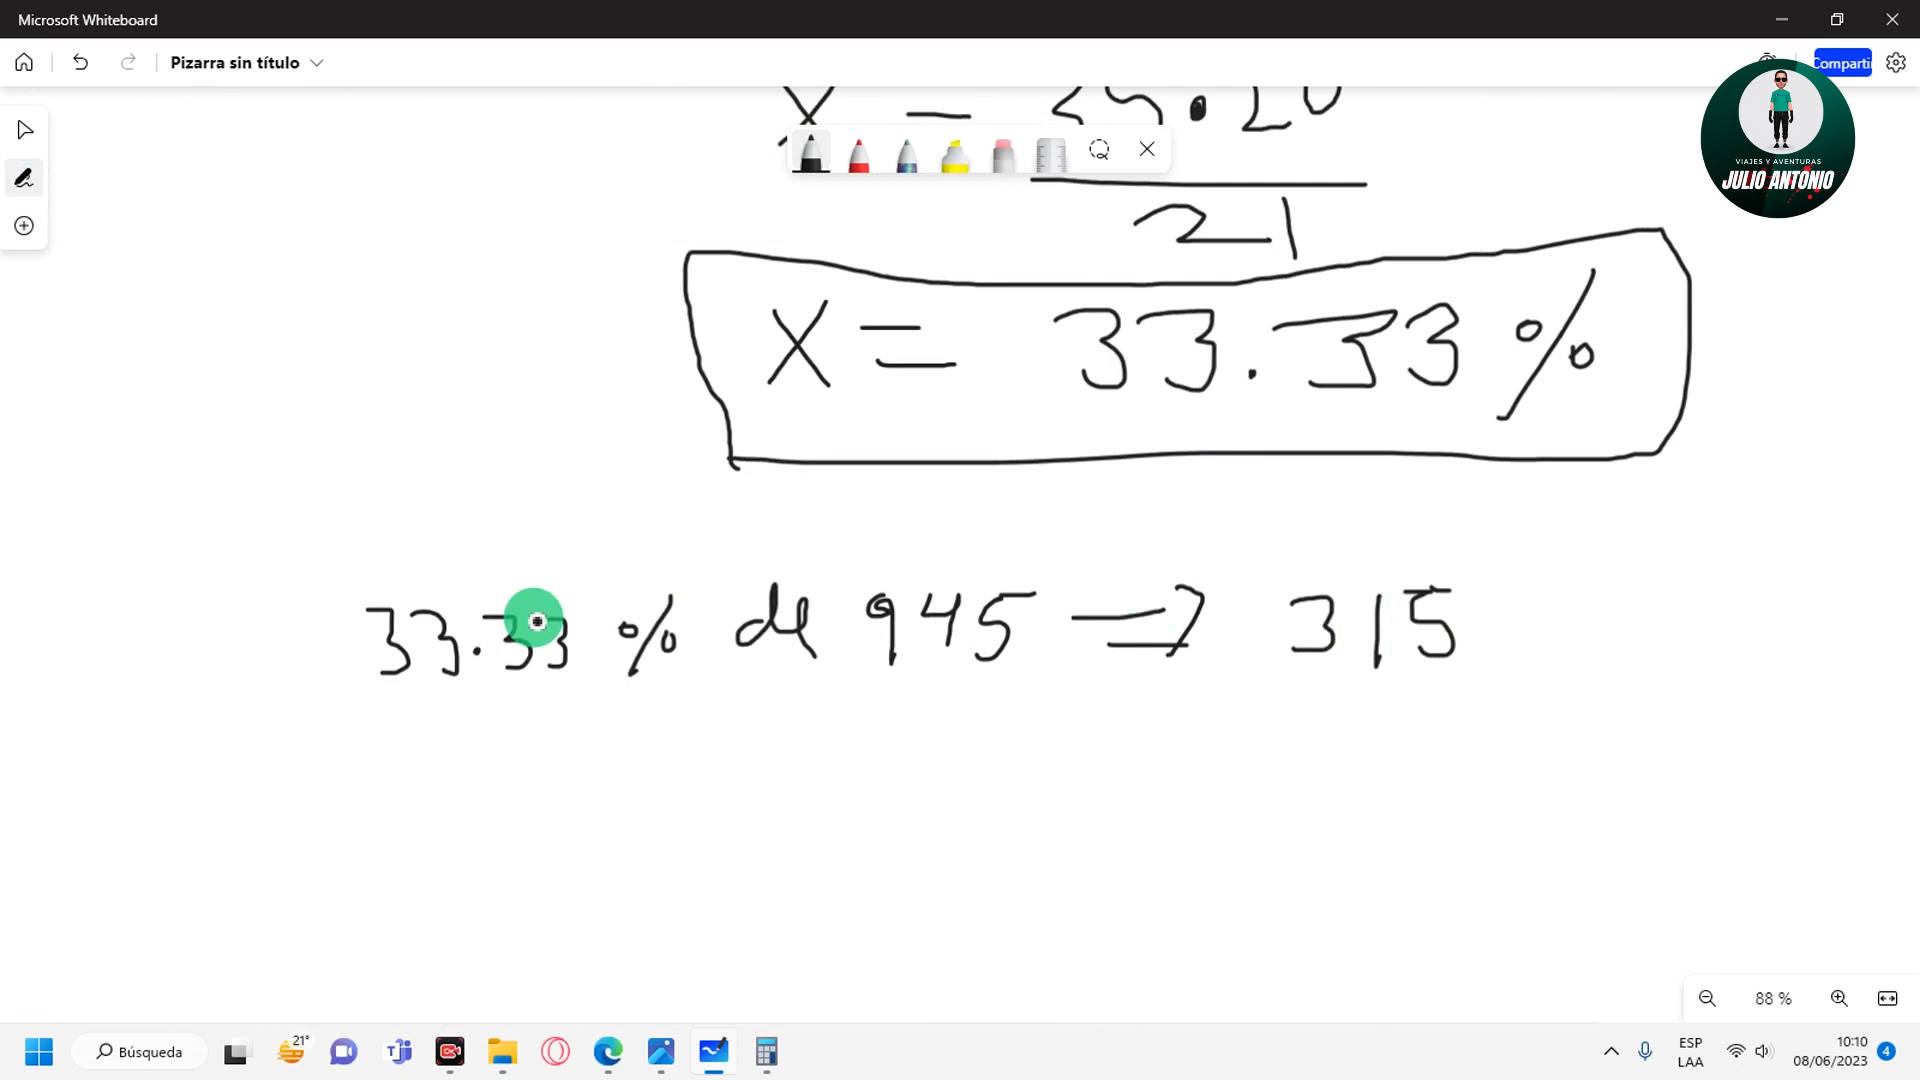 Microsoft Whiteboard
Pizarra sin título
Comparti
VIAJES Y AVENTURAS
JULIO ANTONIO
21
X = 33.33 %
33.33 % de 945 => 315
88 %
21°
Búsqueda
ESP
LAA
10:10
08/06/2023
4